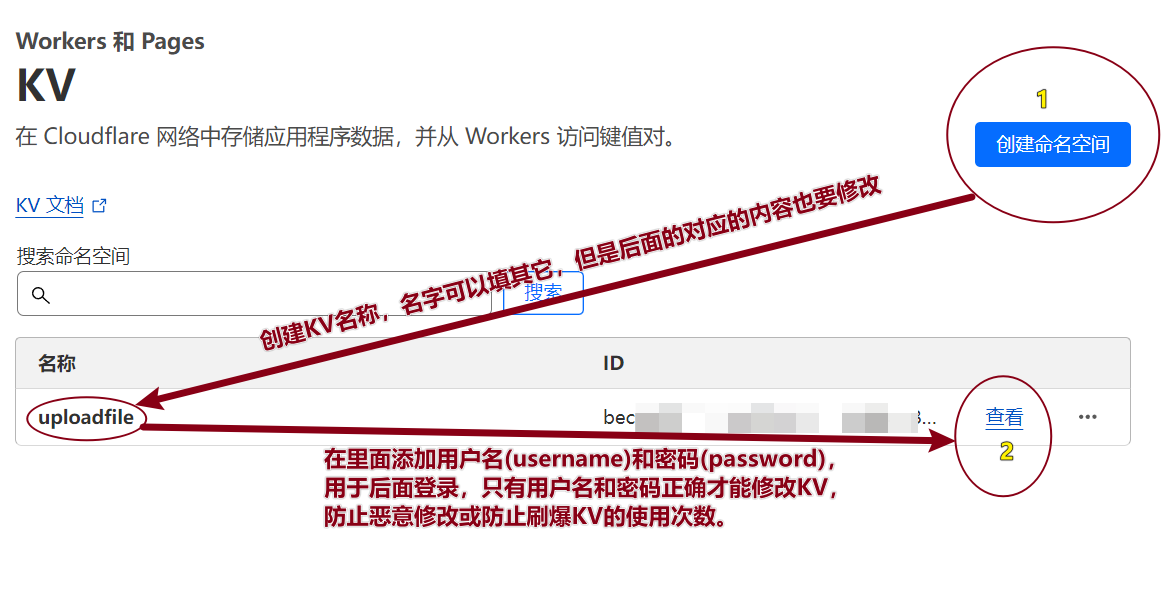 Workers 和 Pages
KV
在 Cloudflare 网络中存储应用程序数据，并从 Workers 访问键值对。
1
创建命名空间
KV 文档
创建KV名称，名字可以填其它，但是后面的对应的内容也要修改
搜索命名空间
搜索
名称
ID
uploadfile
bec
查看
2
在里面添加用户名(username)和密码(password)，
用于后面登录，只有用户名和密码正确才能修改KV，
防止恶意修改或防止刷爆KV的使用次数。